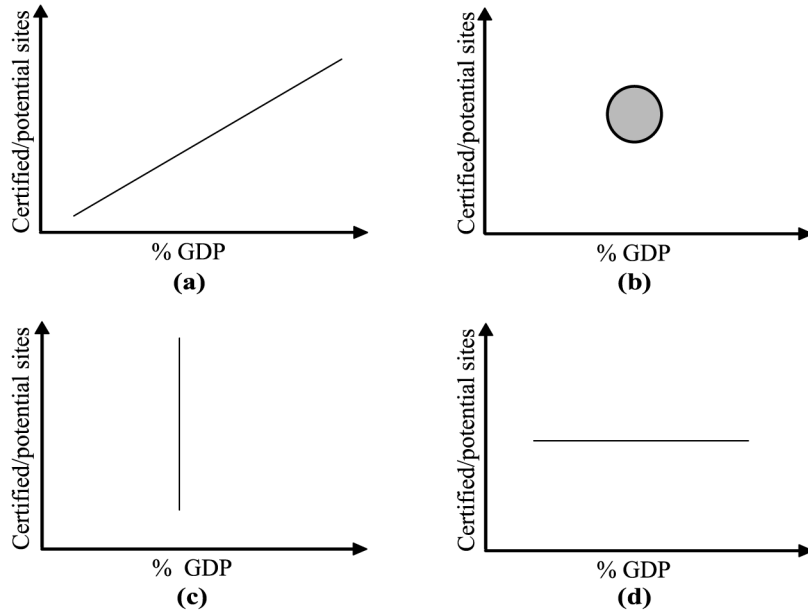 Certified/potential sites
% GDP
(a)
Certified/potential sites
% GDP
(b)
Certified/potential sites
% GDP
(c)
Certified/potential sites
% GDP
(d)